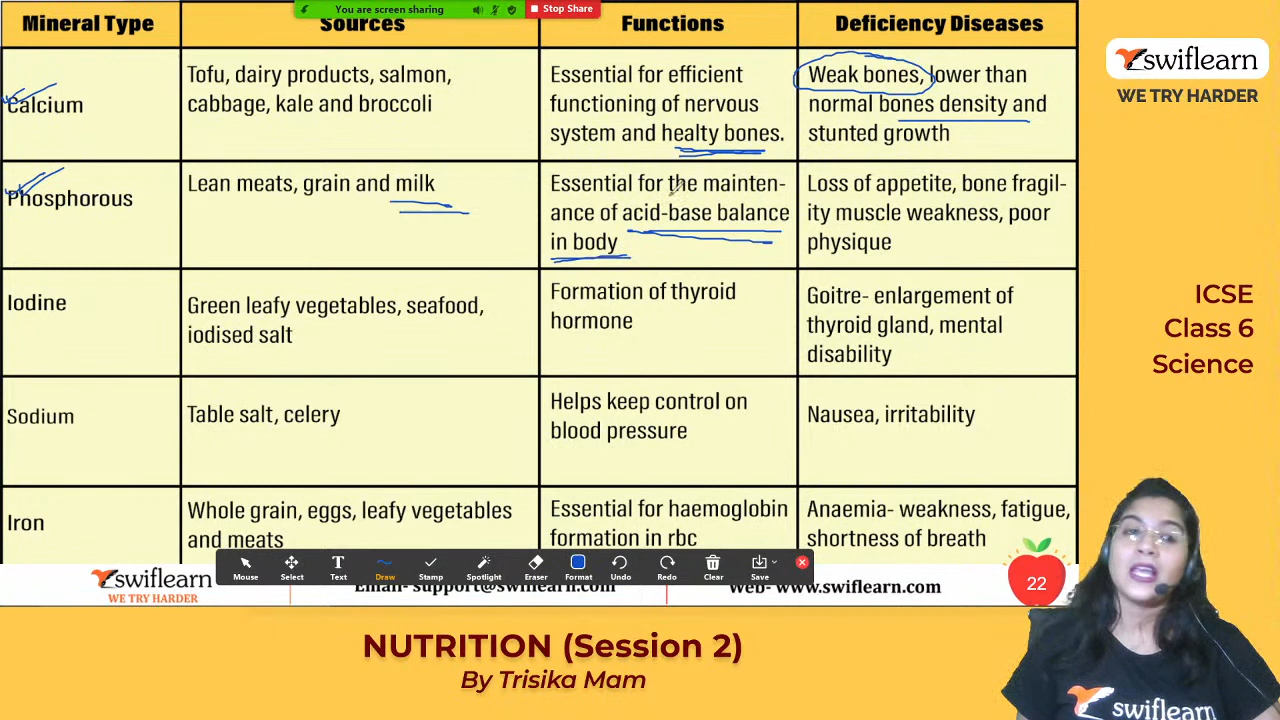 You are screen sharing
Stop Share
Mineral Type
Sources
Functions
Deficiency Diseases
Calcium
Tofu, dairy products, salmon,
cabbage, kale and broccoli
Essential for efficient
functioning of nervous
system and healty bones.
Weak bones, lower than
normal bones density and
stunted growth
Phosphorous
Lean meats, grain and milk
Essential for the mainten-
ance of acid-base balance
in body
Loss of appetite, bone fragil-
ity muscle weakness, poor
physique
Iodine
Green leafy vegetables, seafood,
iodised salt
Formation of thyroid
hormone
Goitre- enlargement of
thyroid gland, mental
disability
Sodium
Table salt, celery
Helps keep control on
blood pressure
Nausea, irritability
Iron
Whole grain, eggs, leafy vegetables
and meats
Essential for haemoglobin
formation in rbc
Anaemia- weakness, fatigue,
shortness of breath
Mouse
Select
Text
Draw
Stamp
Spotlight
Eraser
Format
Undo
Redo
Clear
Save
swiflearn
WE TRY HARDER
Email- support@swiflearn.com
Web- www.swiflearn.com
22
swiflearn
WE TRY HARDER
ICSE
Class 6
Science
NUTRITION (Session 2)
By Trisika Mam
swiflearn